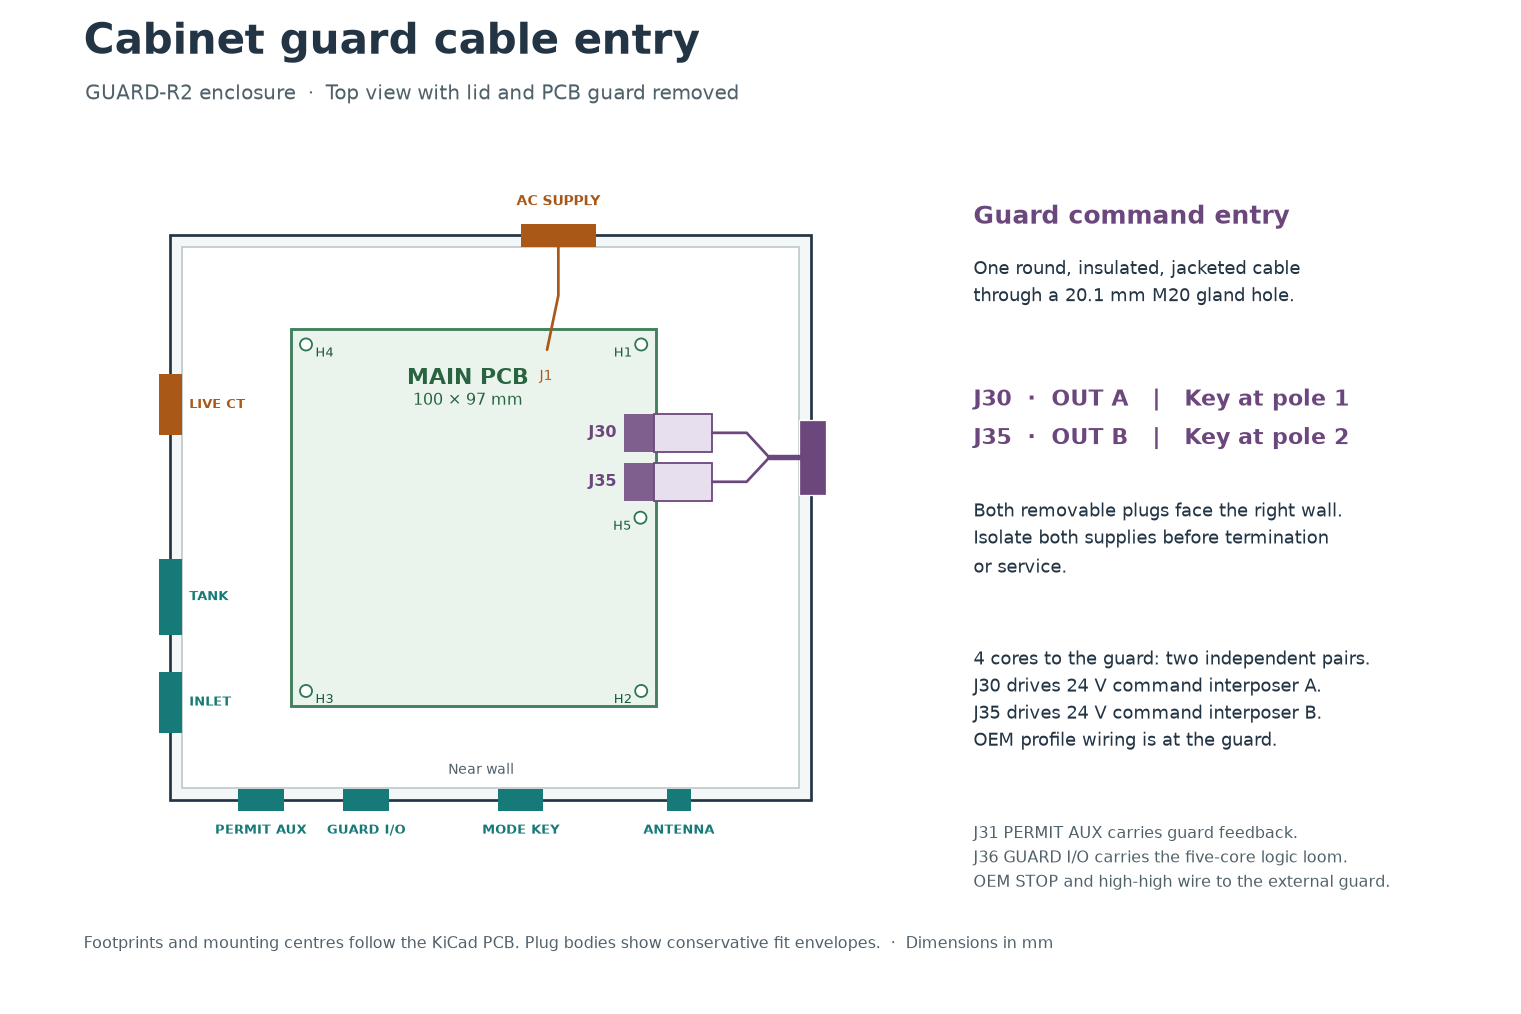 Cabinet guard cable entry
GUARD-R2 enclosure · Top view with lid and PCB guard removed
AC SUPPLY
H4
H1
MAIN PCB
J1
100 × 97 mm
LIVE CT
J30
J35
H5
TANK
INLET
H3
H2
Near wall
PERMIT AUX
GUARD I/O
MODE KEY
ANTENNA
Guard command entry
One round, insulated, jacketed cable
through a 20.1 mm M20 gland hole.
J30 · OUT A | Key at pole 1
J35 · OUT B | Key at pole 2
Both removable plugs face the right wall.
Isolate both supplies before termination
or service.
4 cores to the guard: two independent pairs.
J30 drives 24 V command interposer A.
J35 drives 24 V command interposer B.
OEM profile wiring is at the guard.
J31 PERMIT AUX carries guard feedback.
J36 GUARD I/O carries the five-core logic loom.
OEM STOP and high-high wire to the external guard.
Footprints and mounting centres follow the KiCad PCB. Plug bodies show conservative fit envelopes. · Dimensions in mm